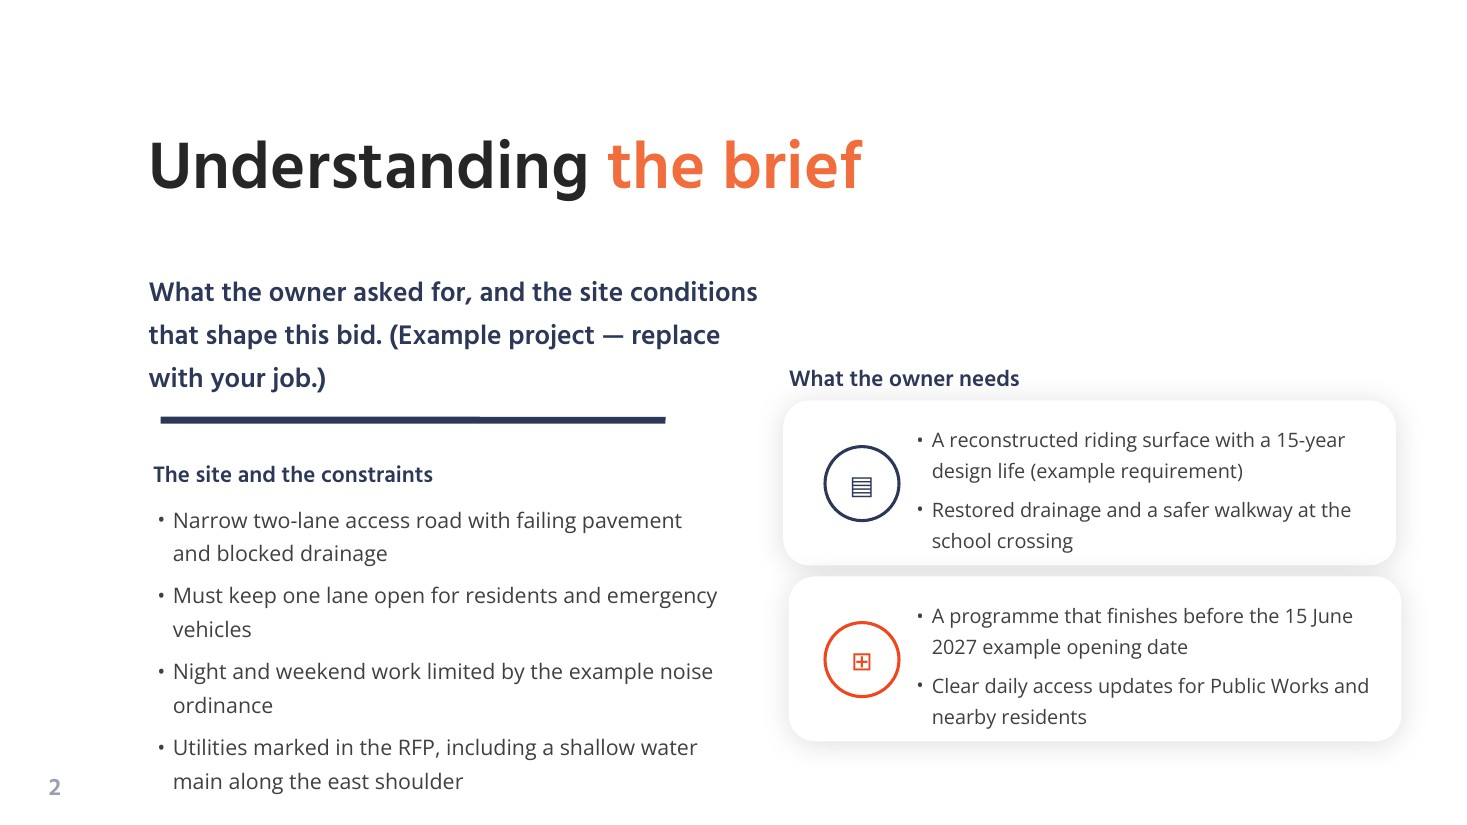 Understanding the brief
What the owner asked for, and the site conditions
that shape this bid. (Example project — replace
with your job.)
The site and the constraints
• Narrow two-lane access road with failing pavement
and blocked drainage
• Must keep one lane open for residents and emergency
vehicles
• Night and weekend work limited by the example noise
ordinance
• Utilities marked in the RFP, including a shallow water
main along the east shoulder
What the owner needs
• A reconstructed riding surface with a 15-year
design life (example requirement)
• Restored drainage and a safer walkway at the
school crossing
• A programme that finishes before the 15 June
2027 example opening date
• Clear daily access updates for Public Works and
nearby residents
2